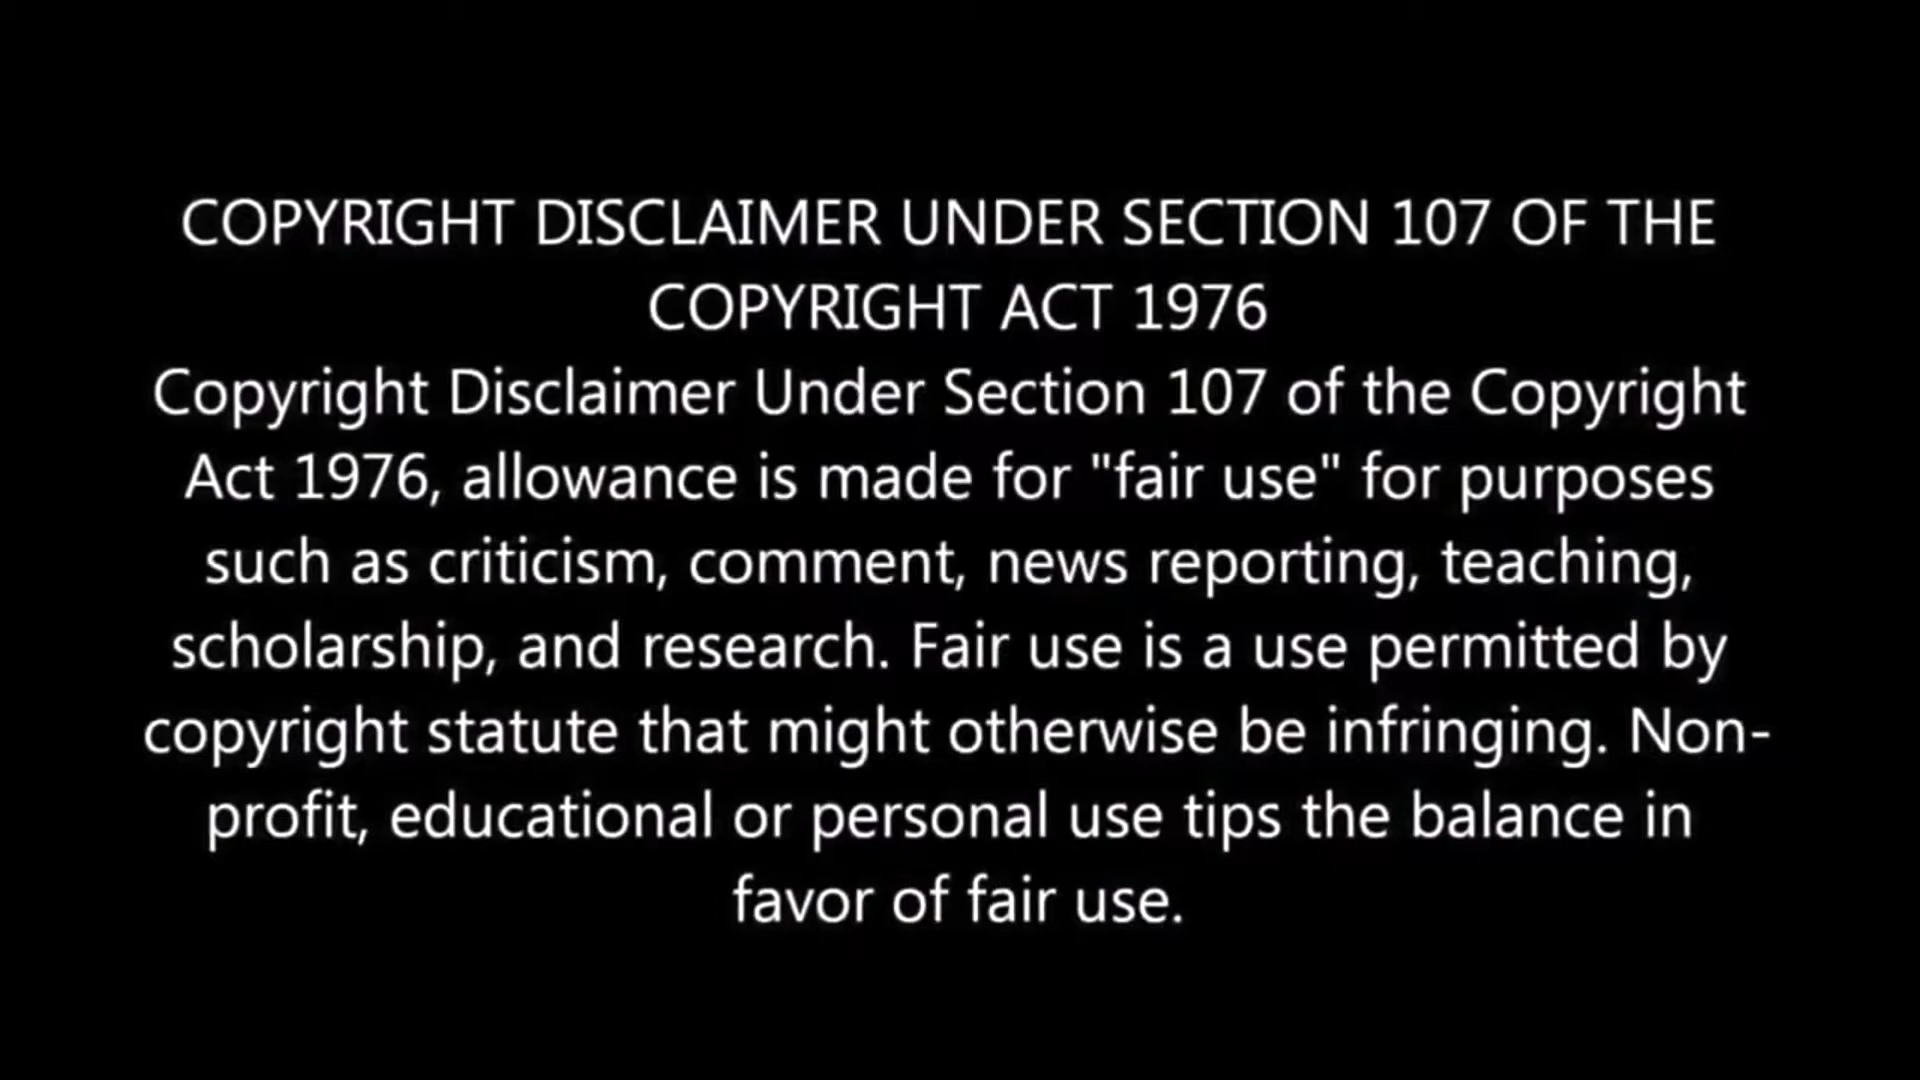 COPYRIGHT DISCLAIMER UNDER SECTION 107 OF THE
COPYRIGHT ACT 1976
Copyright Disclaimer Under Section 107 of the Copyright
Act 1976, allowance is made for "fair use" for purposes
such as criticism, comment, news reporting, teaching,
scholarship, and research. Fair use is a use permitted by
copyright statute that might otherwise be infringing. Non-
profit, educational or personal use tips the balance in
favor of fair use.